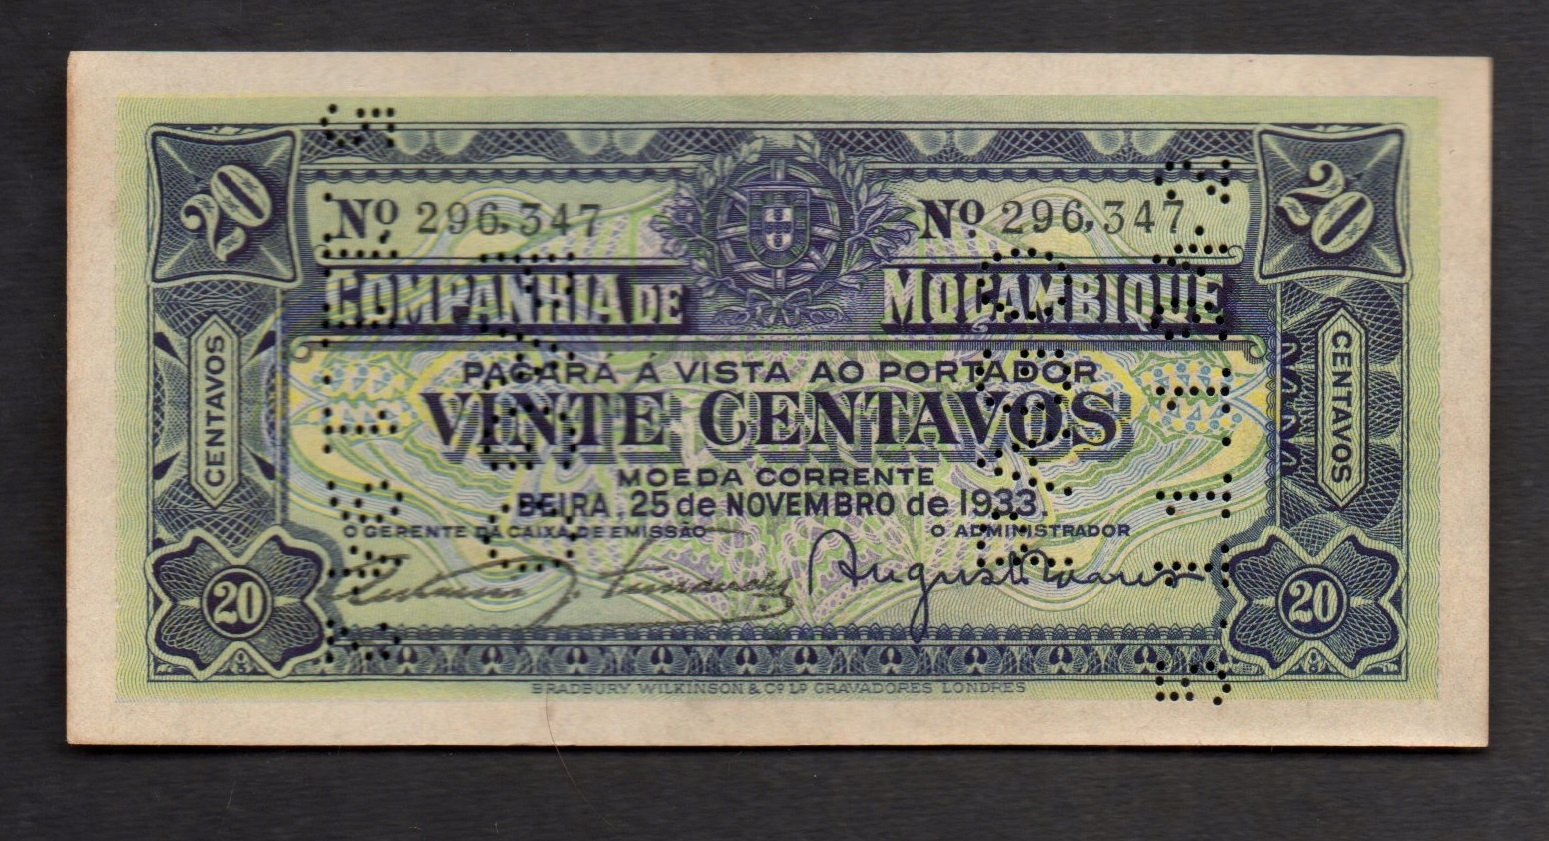 20
20
Nº 296,347
Nº 296,347
COMPANHIA DE MOÇAMBIQUE
PAGARÁ Á VISTA AO PORTADOR
VINTE CENTAVOS
MOEDA CORRENTE
BEIRA, 25 de NOVEMBRO de 1933.
O GERENTE DA CAIXA DE EMISSÃO
O ADMINISTRADOR
CENTAVOS
CENTAVOS
20
20
BRADBURY, WILKINSON & Cº Lº GRAVADORES LONDRES